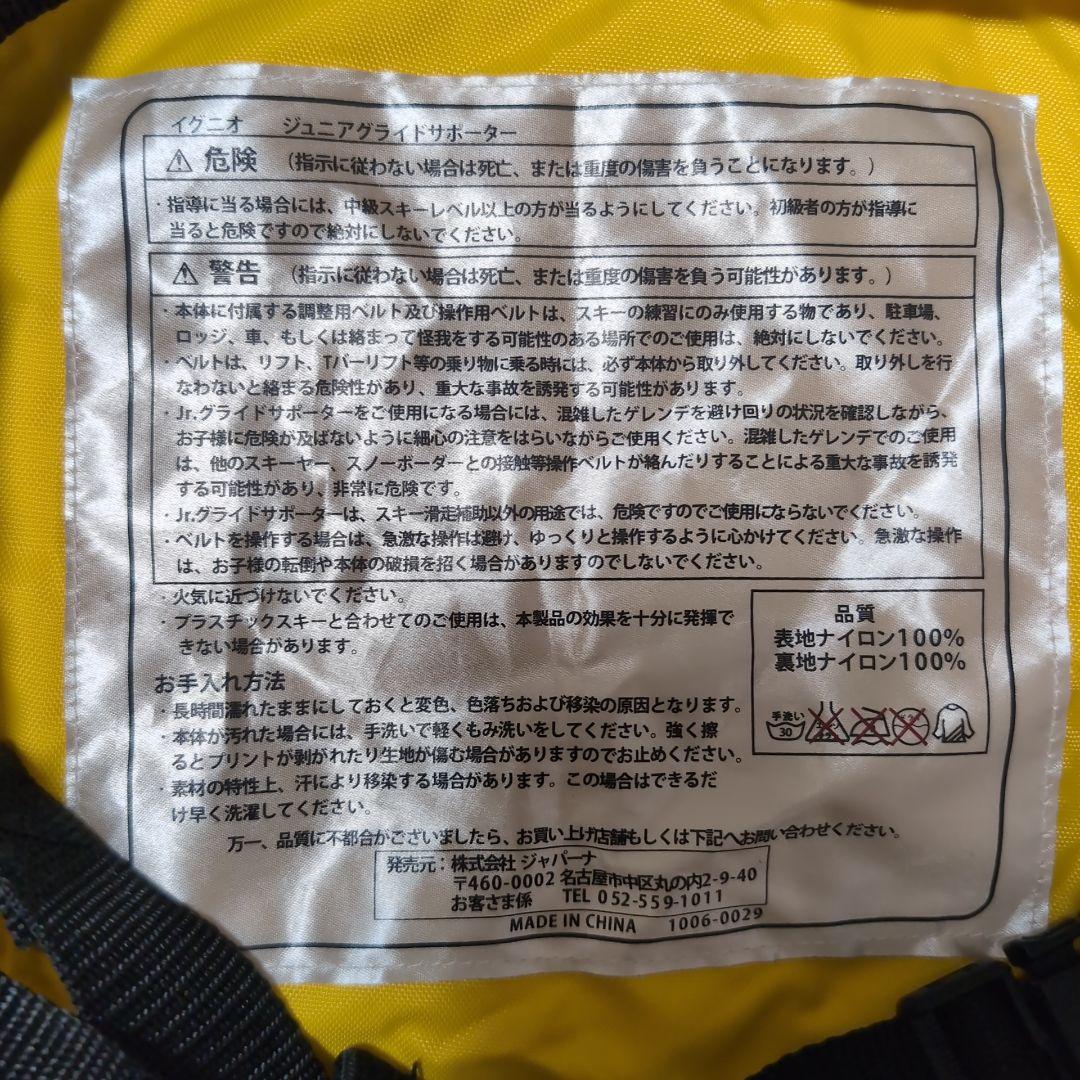 イグニオ　ジュニアグライドサポーター
⚠ 危険 （指示に従わない場合は死亡、または重度の傷害を負うことになります。）
・指導に当る場合には、中級スキーレベル以上の方が当るようにしてください。初級者の方が指導に
当ると危険ですので絶対にしないでください。
⚠ 警告 （指示に従わない場合は死亡、または重度の傷害を負う可能性があります。）
・本体に付属する調整用ベルト及び操作用ベルトは、スキーの練習にのみ使用する物であり、駐車場、
ロッジ、車、もしくは絡まって怪我をする可能性のある場所でのご使用は、絶対にしないでください。
・ベルトは、リフト、Tバーリフト等の乗り物に乗る時には、必ず本体から取り外してください。取り外しを行
なわないと絡まる危険性があり、重大な事故を誘発する可能性があります。
・Jr.グライドサポーターをご使用になる場合には、混雑したゲレンデを避け回りの状況を確認しながら、
お子様に危険が及ばないように細心の注意をはらいながらご使用ください。混雑したゲレンデでのご使用
は、他のスキーヤー、スノーボーダーとの接触等操作ベルトが絡んだりすることによる重大な事故を誘発
する可能性があり、非常に危険です。
・Jr.グライドサポーターは、スキー滑走補助以外の用途では、危険ですのでご使用にならないでください。
・ベルトを操作する場合は、急激な操作は避け、ゆっくりと操作するように心かけてください。急激な操作
は、お子様の転倒や本体の破損を招く場合がありますのでしないでください。
・火気に近づけないでください。
・プラスチックスキーと合わせてのご使用は、本製品の効果を十分に発揮で
きない場合があります。
お手入れ方法
・長時間濡れたままにしておくと変色、色落ちおよび移染の原因となります。
・本体が汚れた場合には、手洗いで軽くもみ洗いをしてください。強く擦
るとプリントが剥がれたり生地が傷む場合がありますのでお止めください。
・素材の特性上、汗により移染する場合があります。この場合はできるだ
け早く洗濯してください。
品質
表地ナイロン100%
裏地ナイロン100%
手洗イ
30
万一、品質に不都合がございましたら、お買い上げ店舗もしくは下記へお問い合わせください。
発売元：株式会社 ジャパーナ
〒460-0002 名古屋市中区丸の内2-9-40
お客さま係　TEL 052-559-1011
MADE IN CHINA　1006-0029